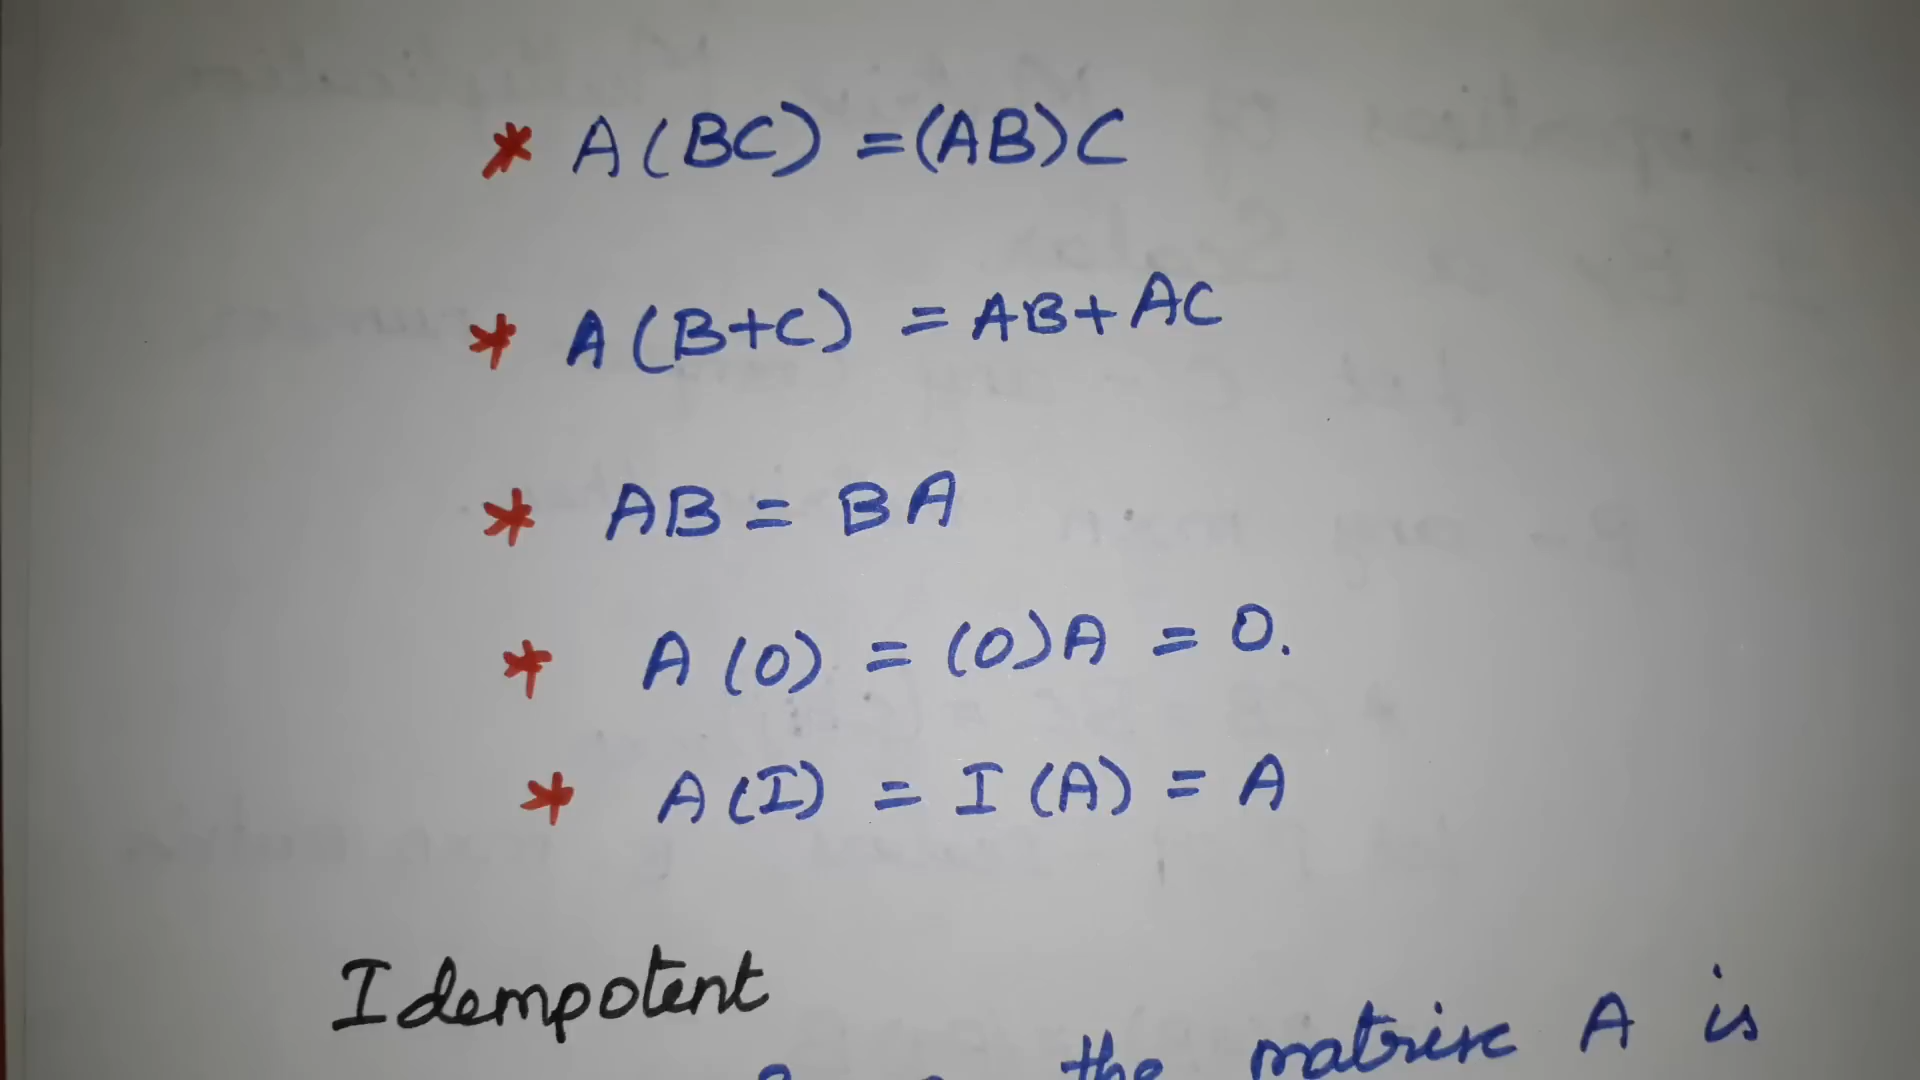 * A(BC) = (AB)C
* A(B+C) = AB+AC
* AB = BA
* A(0) = (0)A = 0.
* A(I) = I(A) = A
Idempotent
the matrix A is